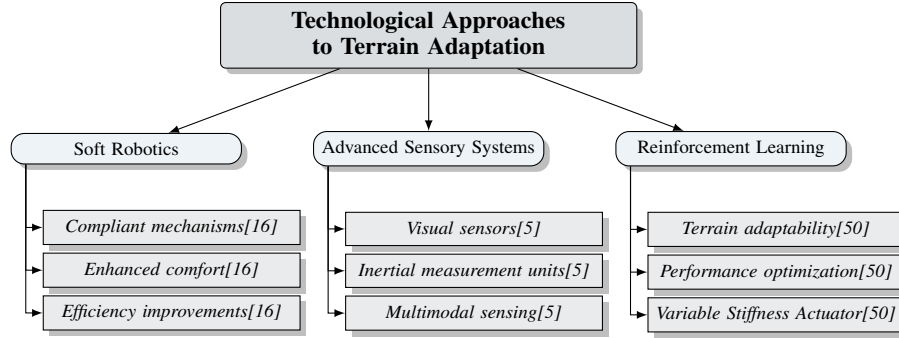 Technological Approaches
to Terrain Adaptation
Soft Robotics
Compliant mechanisms[16]
Enhanced comfort[16]
Efficiency improvements[16]
Advanced Sensory Systems
Visual sensors[5]
Inertial measurement units[5]
Multimodal sensing[5]
Reinforcement Learning
Terrain adaptability[50]
Performance optimization[50]
Variable Stiffness Actuator[50]